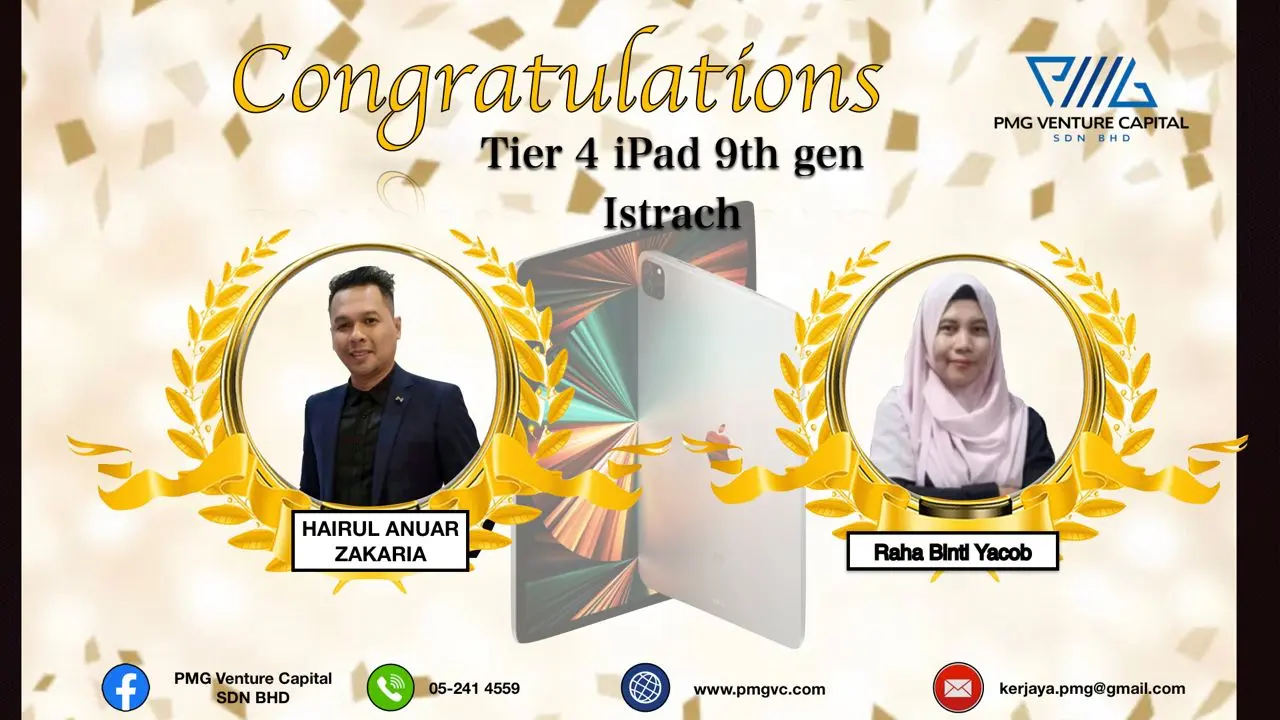 Congratulations
PMG VENTURE CAPITAL
SDN BHD
Tier 4 iPad 9th gen
Istrach
HAIRUL ANUAR
ZAKARIA
Raha Binti Yacob
PMG Venture Capital
SDN BHD
05-241 4559
www.pmgvc.com
kerjaya.pmg@gmail.com